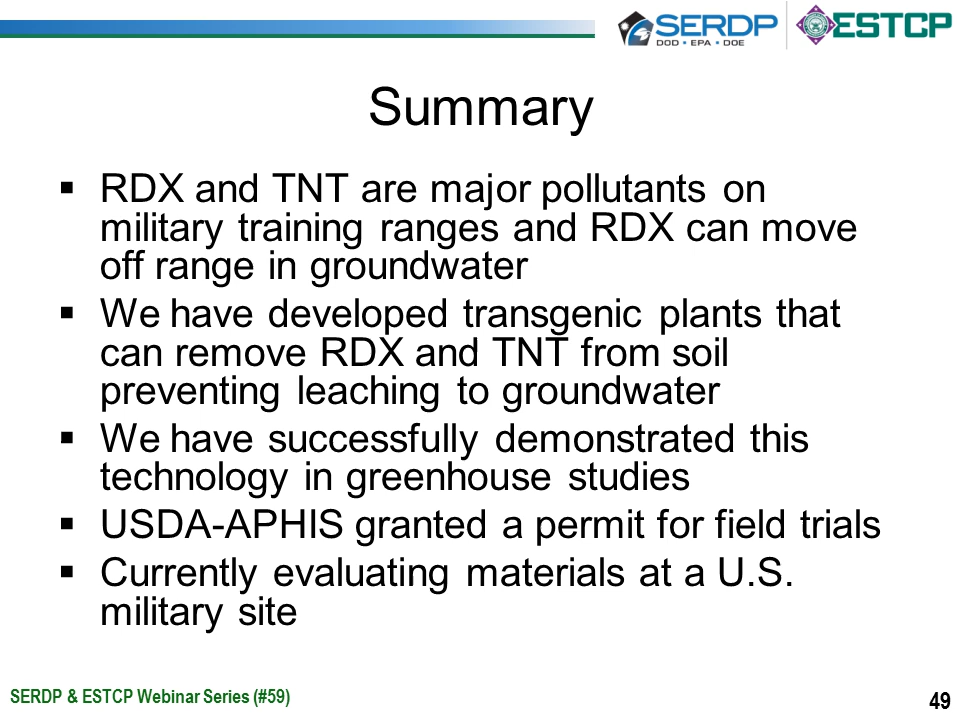 SERDP
DOD • EPA • DOE
ESTCP
Summary
▪ RDX and TNT are major pollutants on
military training ranges and RDX can move
off range in groundwater
▪ We have developed transgenic plants that
can remove RDX and TNT from soil
preventing leaching to groundwater
▪ We have successfully demonstrated this
technology in greenhouse studies
▪ USDA-APHIS granted a permit for field trials
▪ Currently evaluating materials at a U.S.
military site
SERDP & ESTCP Webinar Series (#59)
49